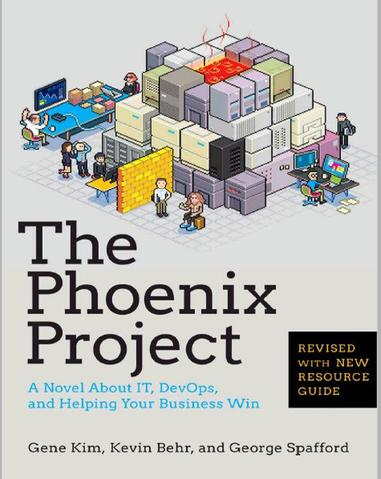 The
Phoenix
Project
A Novel About IT, DevOps,
and Helping Your Business Win
REVISED
WITH NEW
RESOURCE
GUIDE
Gene Kim, Kevin Behr, and George Spafford